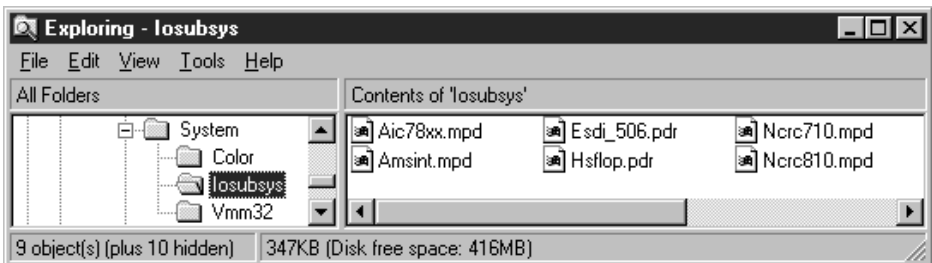 Exploring - Iosubsys
File Edit View Tools Help
All Folders Contents of 'Iosubsys'
System
Color
Iosubsys
Vmm32
Aic78xx.mpd Esdi_506.pdr Ncrc710.mpd
Amsint.mpd Hsflop.pdr Ncrc810.mpd
9 object(s) (plus 10 hidden) 347KB (Disk free space: 416MB)